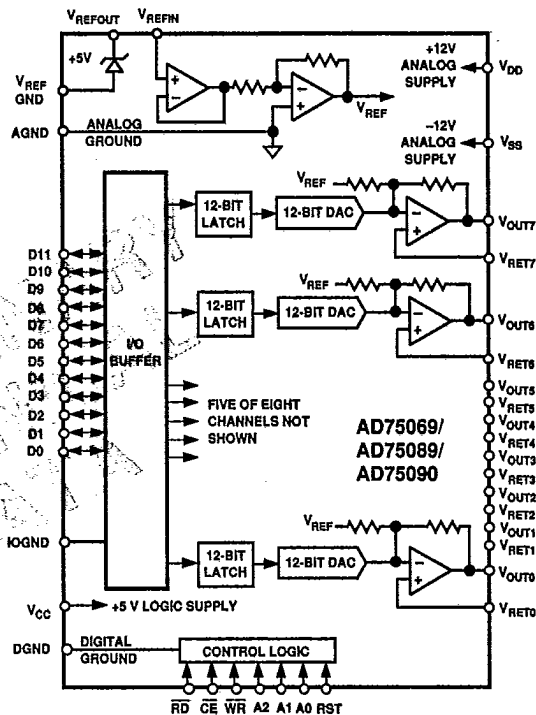 VREFOUT
VREFIN
+5V
VREF
GND
+12V
ANALOG
SUPPLY
VDD
VREF
AGND
ANALOG
GROUND
–12V
ANALOG
SUPPLY
VSS
VREF
12-BIT
LATCH
12-BIT DAC
VOUT7
VRET7
D11
D10
D9
D8
D7
D6
D5
D4
D3
D2
D1
D0
I/O
BUFFER
VREF
12-BIT
LATCH
12-BIT DAC
VOUT6
VRET6
FIVE OF EIGHT
CHANNELS NOT
SHOWN
AD75069/
AD75089/
AD75090
VOUT5
VRET5
VOUT4
VRET4
VOUT3
VRET3
VOUT2
VRET2
VOUT1
VRET1
VREF
12-BIT
LATCH
12-BIT DAC
VOUT0
VRET0
IOGND
VCC
+5 V LOGIC SUPPLY
DGND
DIGITAL
GROUND
CONTROL LOGIC
RD CE WR A2 A1 A0 RST